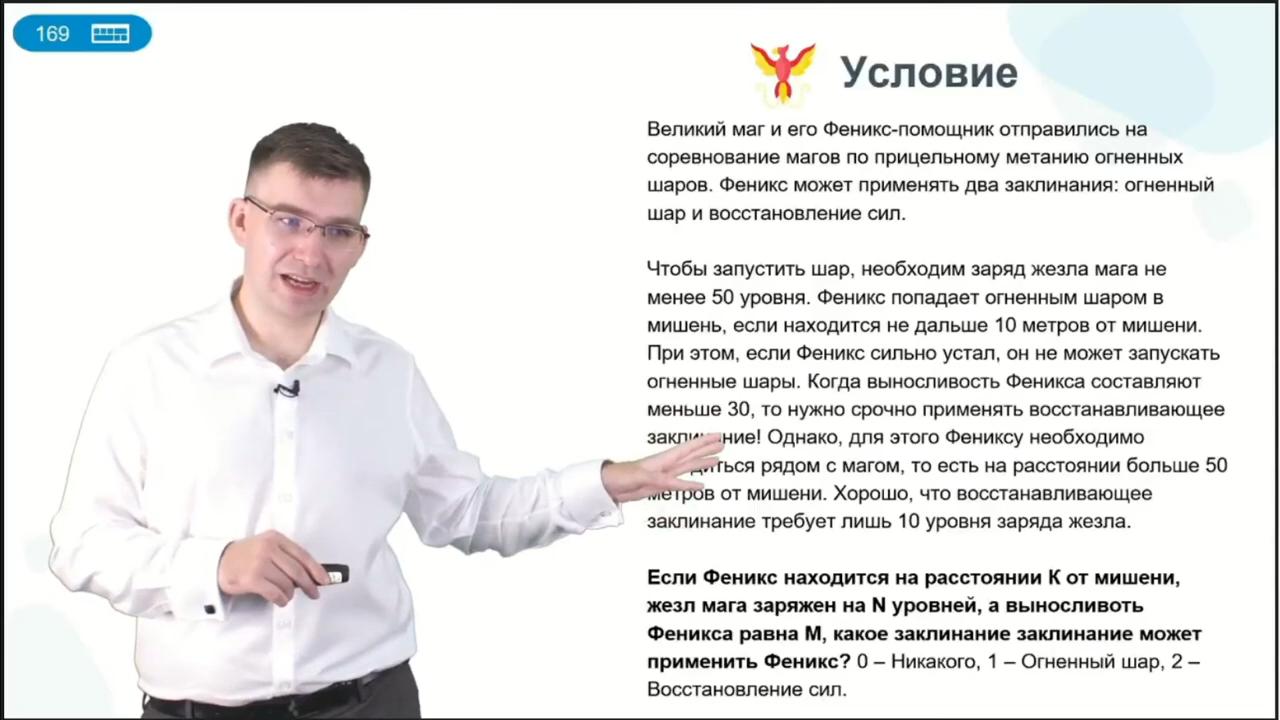 169
Условие
Великий маг и его Феникс-помощник отправились на
соревнование магов по прицельному метанию огненных
шаров. Феникс может применять два заклинания: огненный
шар и восстановление сил.
Чтобы запустить шар, необходим заряд жезла мага не
менее 50 уровня. Феникс попадает огненным шаром в
мишень, если находится не дальше 10 метров от мишени.
При этом, если Феникс сильно устал, он не может запускать
огненные шары. Когда выносливость Феникса составляют
меньше 30, то нужно срочно применять восстанавливающее
заклинание! Однако, для этого Фениксу необходимо
рядом с магом, то есть на расстоянии больше 50
метров от мишени. Хорошо, что восстанавливающее
заклинание требует лишь 10 уровня заряда жезла.
Если Феникс находится на расстоянии К от мишени,
жезл мага заряжен на N уровней, а выносливоть
Феникса равна М, какое заклинание заклинание может
применить Феникс? 0 – Никакого, 1 – Огненный шар, 2 –
Восстановление сил.